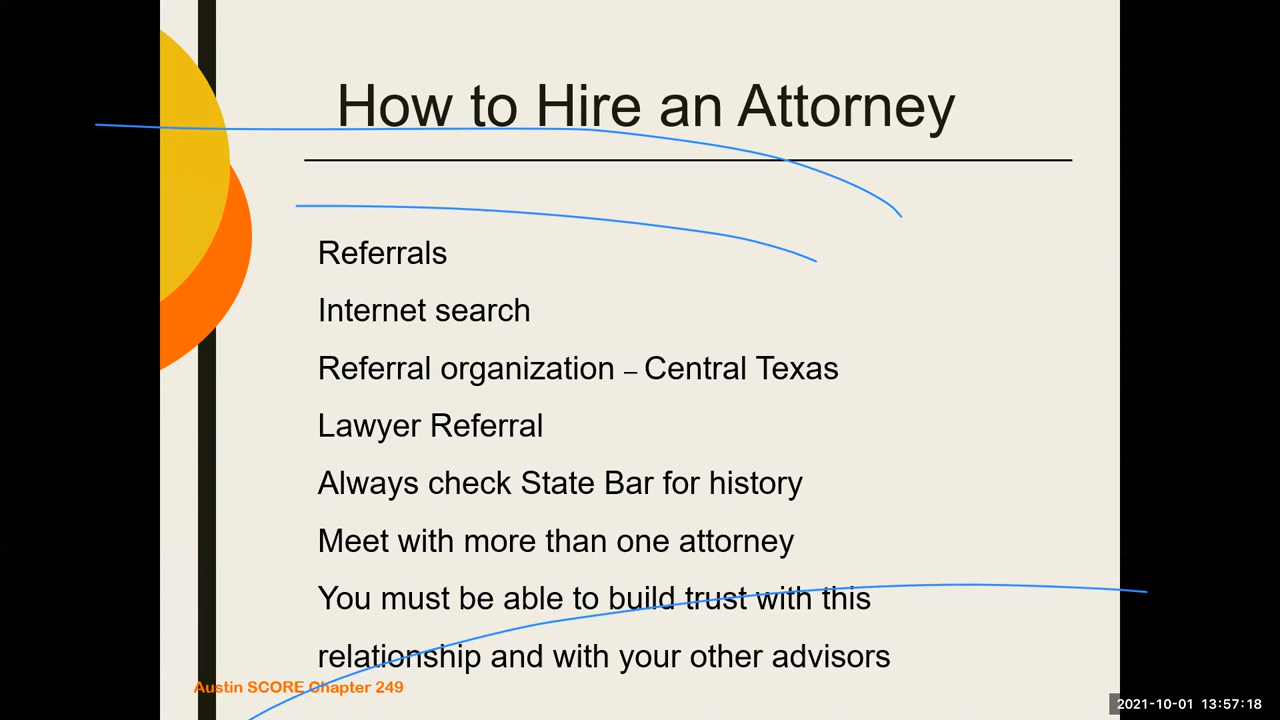 How to Hire an Attorney
Referrals
Internet search
Referral organization – Central Texas
Lawyer Referral
Always check State Bar for history
Meet with more than one attorney
You must be able to build trust with this
relationship and with your other advisors
Austin SCORE Chapter 249
2021-10-01 13:57:18